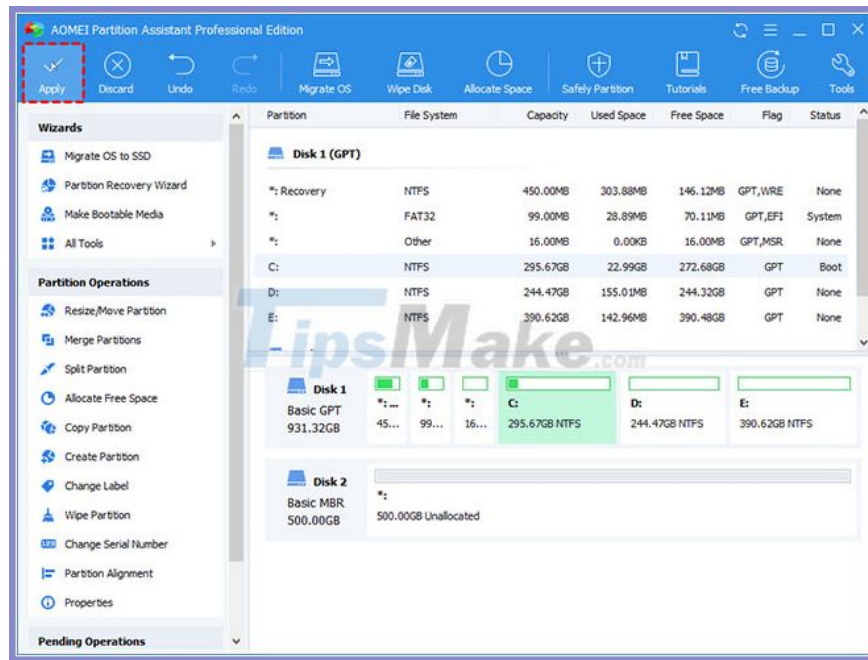 AOMEI Partition Assistant Professional Edition
Apply Discard Undo Redo Migrate OS Wipe Disk Allocate Space Safely Partition Tutorials Free Backup Tools
Wizards
Migrate OS to SSD
Partition Recovery Wizard
Make Bootable Media
All Tools
Partition Operations
Resize/Move Partition
Merge Partitions
Split Partition
Allocate Free Space
Copy Partition
Create Partition
Change Label
Wipe Partition
Change Serial Number
Partition Alignment
Properties
Pending Operations
Partition File System Capacity Used Space Free Space Flag Status
Disk 1 (GPT)
*: Recovery NTFS 450.00MB 303.88MB 146.12MB GPT,WRE None
*: FAT32 99.00MB 28.89MB 70.11MB GPT,EFI System
*: Other 16.00MB 0.00KB 16.00MB GPT,MSR None
C: NTFS 295.67GB 22.99GB 272.68GB GPT Boot
D: NTFS 244.47GB 155.01MB 244.32GB GPT None
E: NTFS 390.62GB 142.96MB 390.48GB GPT None
TipsMake.com
Disk 1
Basic GPT
931.32GB
*: ... *: *: C: D: E:
45... 99... 16... 295.67GB NTFS 244.47GB NTFS 390.62GB NTFS
Disk 2
Basic MBR
500.00GB
*:
500.00GB Unallocated